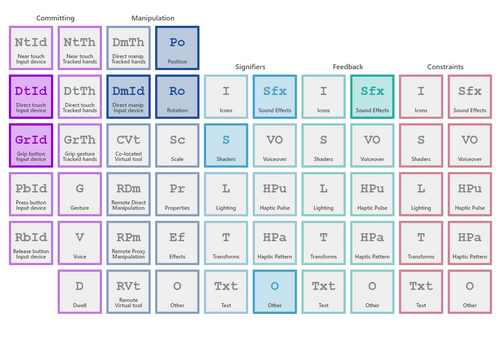 Committing Manipulation
NtId NtTh DmTh Po
Near touch Near touch Direct manip. Position
Input device Tracked hands Tracked hands
Signifiers Feedback Constraints
DtId DtTh DmId Ro I Sfx I Sfx I Sfx
Direct touch Direct touch Direct manip. Rotation Icons Sound Effects Icons Sound Effects Icons Sound Effects
Input device Tracked hands Input device
GrId GrTh CVt Sc S VO S VO S VO
Grip button Grip gesture Co-located Scale Shaders Voiceover Shaders Voiceover Shaders Voiceover
Input device Tracked hands Virtual tool
PbId G RDm Pr L HPu L HPu L HPu
Press button Gesture Remote Direct Properties Lighting Haptic Pulse Lighting Haptic Pulse Lighting Haptic Pulse
Input device Manipulation
RbId V RPm Ef T HPa T HPa T HPa
Release button Voice Remote Proxy Effects Transforms Haptic Pattern Transforms Haptic Pattern Transforms Haptic Pattern
Input device Manipulation
D RVt O Txt O Txt O Txt O
Dwell Remote Other Text Other Text Other Text Other
Virtual tool